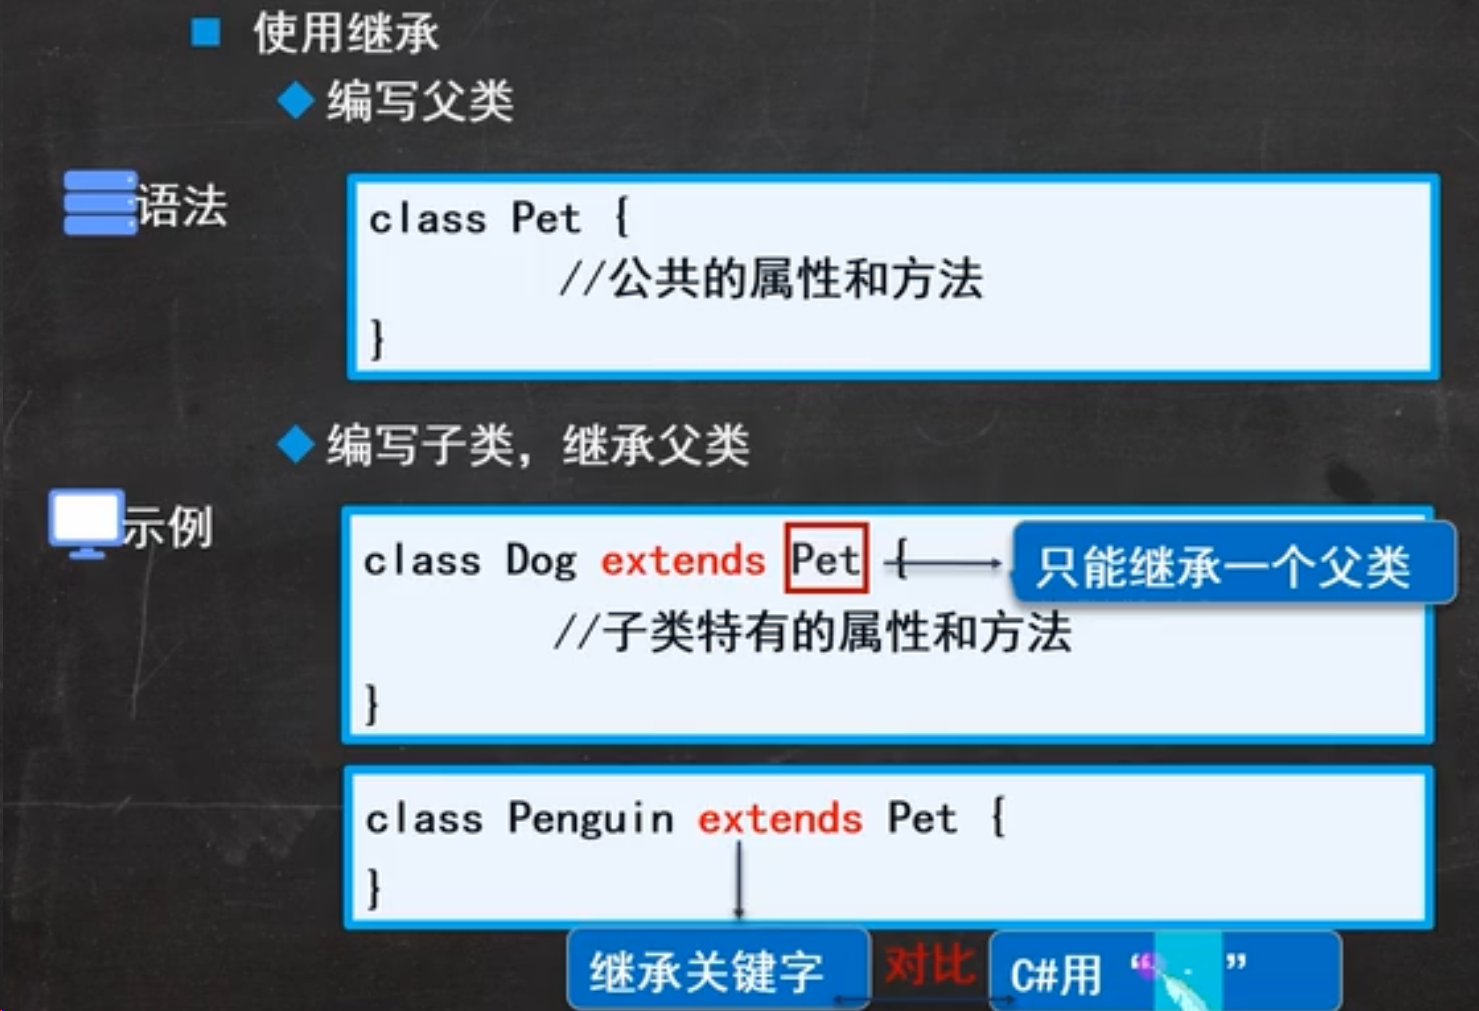 使用继承
编写父类
语法
class Pet {
//公共的属性和方法
}
编写子类，继承父类
示例
class Dog extends Pet {
只能继承一个父类
//子类特有的属性和方法
}
class Penguin extends Pet {
}
继承关键字 对比 C#用 “ ”